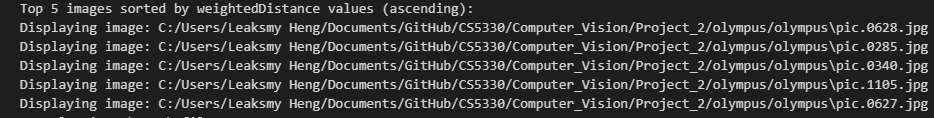 Top 5 images sorted by weightedDistance values (ascending):
Displaying image: C:/Users/Leaksmy Heng/Documents/GitHub/CS5330/Computer_Vision/Project_2/olympus/olympus\pic.0628.jpg
Displaying image: C:/Users/Leaksmy Heng/Documents/GitHub/CS5330/Computer_Vision/Project_2/olympus/olympus\pic.0285.jpg
Displaying image: C:/Users/Leaksmy Heng/Documents/GitHub/CS5330/Computer_Vision/Project_2/olympus/olympus\pic.0340.jpg
Displaying image: C:/Users/Leaksmy Heng/Documents/GitHub/CS5330/Computer_Vision/Project_2/olympus/olympus\pic.1105.jpg
Displaying image: C:/Users/Leaksmy Heng/Documents/GitHub/CS5330/Computer_Vision/Project_2/olympus/olympus\pic.0627.jpg